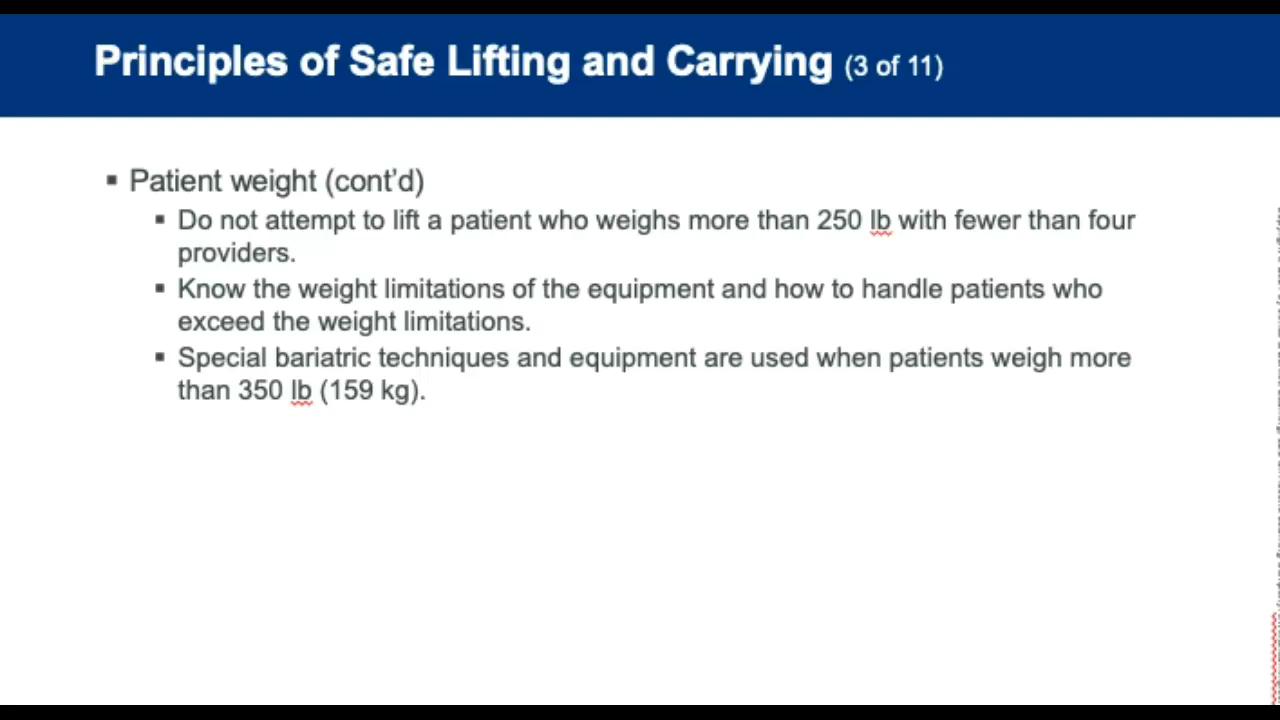 Principles of Safe Lifting and Carrying (3 of 11)
▪ Patient weight (cont’d)
▪ Do not attempt to lift a patient who weighs more than 250 lb with fewer than four
providers.
▪ Know the weight limitations of the equipment and how to handle patients who
exceed the weight limitations.
▪ Special bariatric techniques and equipment are used when patients weigh more
than 350 lb (159 kg).